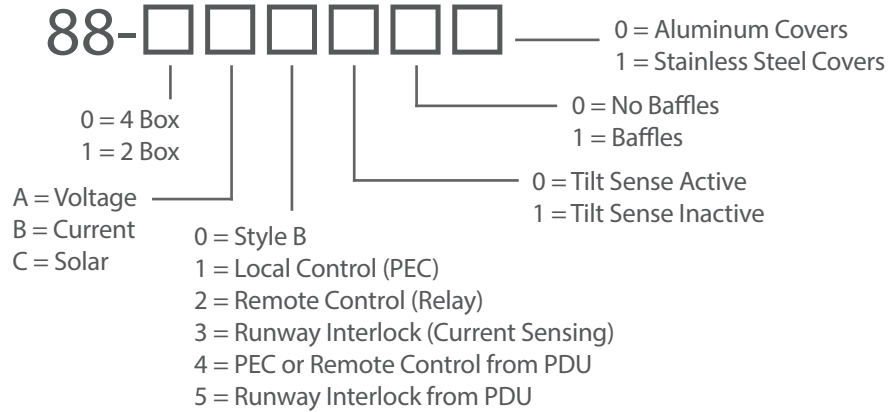 88-
0 = Aluminum Covers
1 = Stainless Steel Covers
0 = No Baffles
1 = Baffles
0 = 4 Box
1 = 2 Box
0 = Tilt Sense Active
1 = Tilt Sense Inactive
A = Voltage
B = Current
C = Solar
0 = Style B
1 = Local Control (PEC)
2 = Remote Control (Relay)
3 = Runway Interlock (Current Sensing)
4 = PEC or Remote Control from PDU
5 = Runway Interlock from PDU